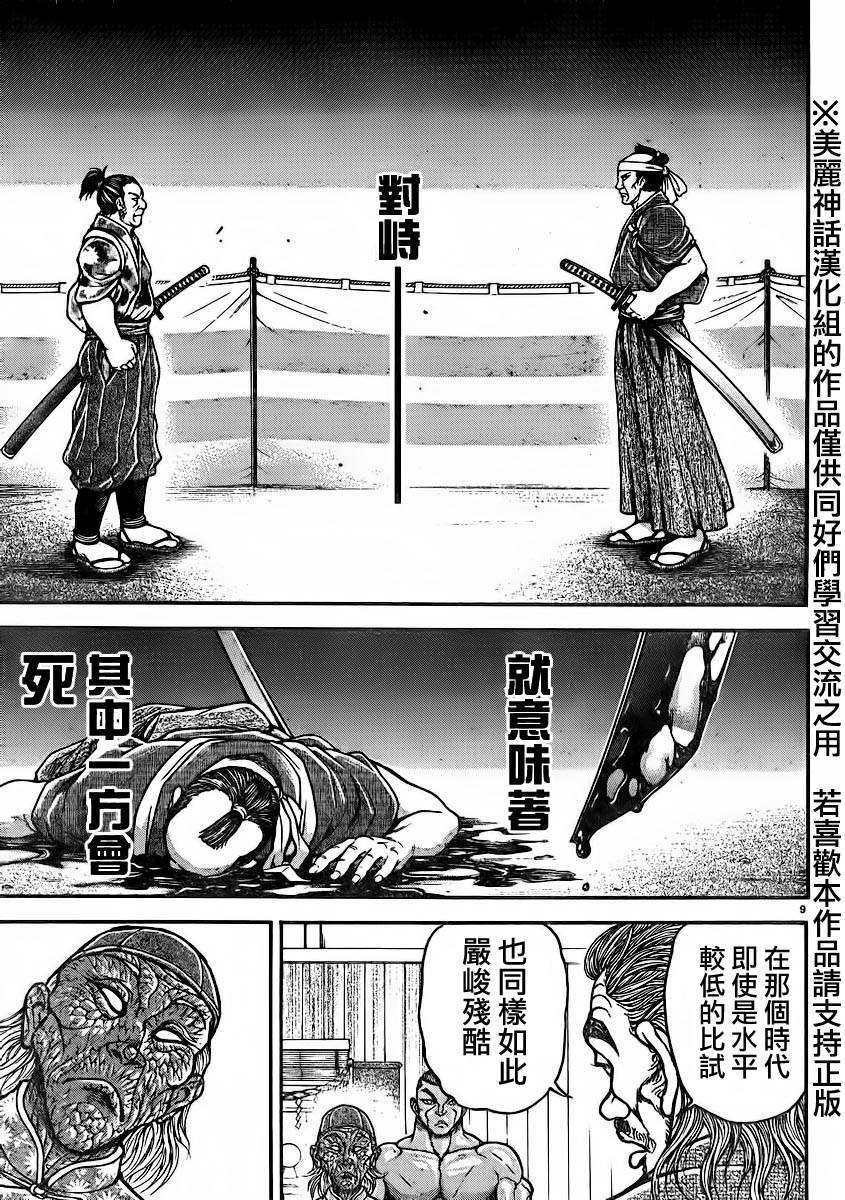 對峙
就意味著
其中一方會
死
9
在那個時代
即使是水平
較低的比試
也同樣如此
嚴峻殘酷
※美麗神話漢化組的作品僅供同好們學習交流之用 若喜歡本作品請支持正版